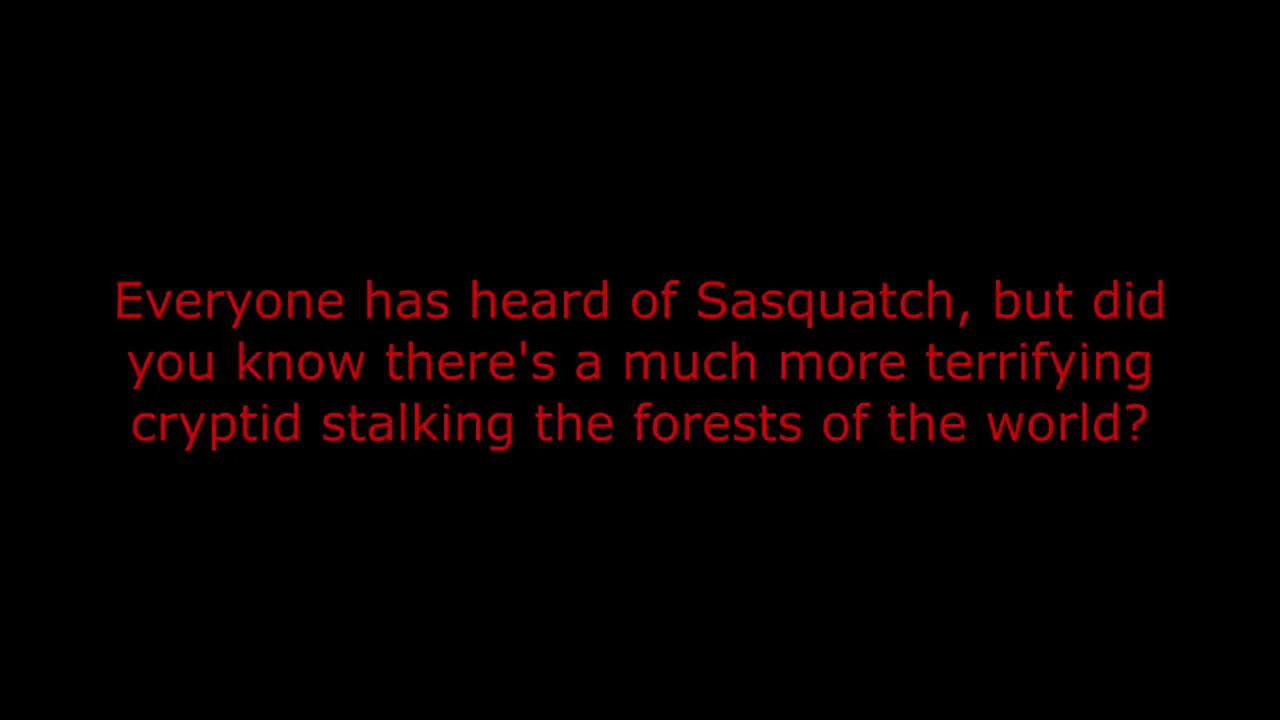 Everyone has heard of Sasquatch, but did
you know there's a much more terrifying
cryptid stalking the forests of the world?